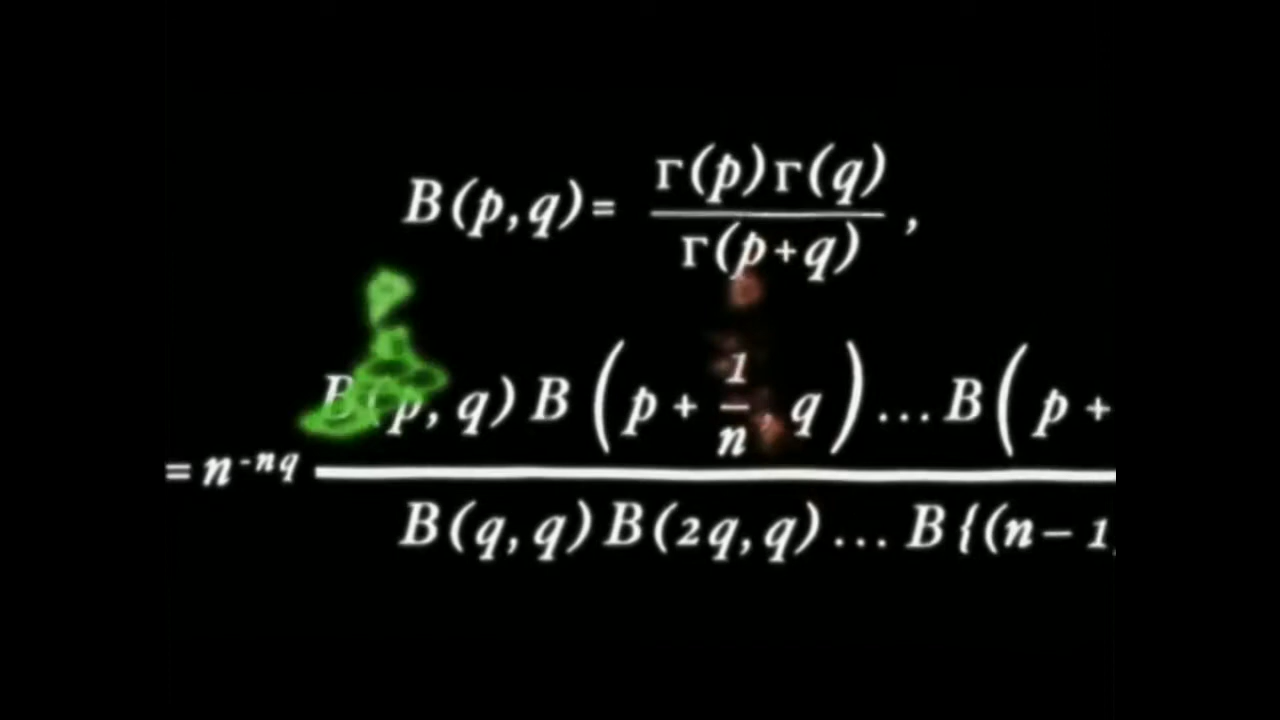 B(p,q)= Γ(p)Γ(q)
Γ(p+q) ,
B(p, q) B ( p + 1/n, q ) ... B ( p +
= n^-nq
B(q, q) B(2q, q) ... B {(n – 1